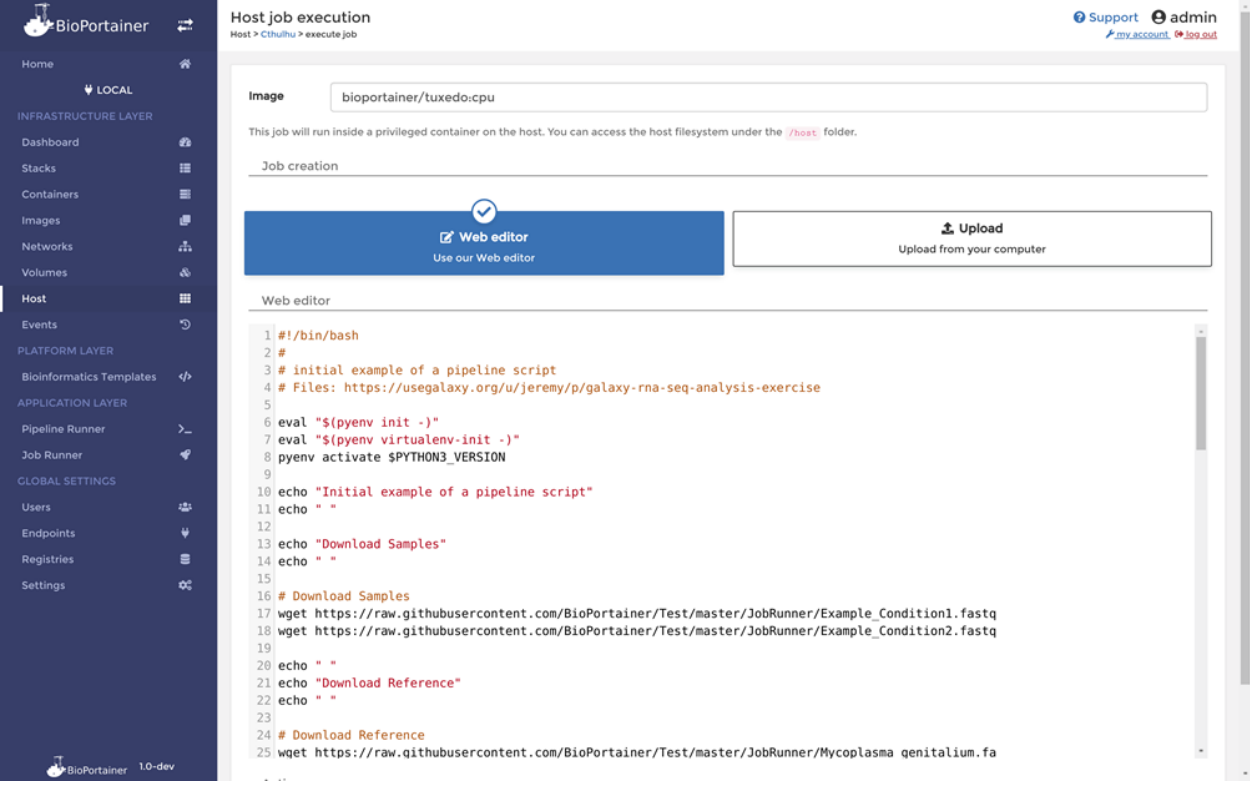 BioPortainer
Home
LOCAL
INFRASTRUCTURE LAYER
Dashboard
Stacks
Containers
Images
Networks
Volumes
Host
Events
PLATFORM LAYER
Bioinformatics Templates
APPLICATION LAYER
Pipeline Runner
Job Runner
GLOBAL SETTINGS
Users
Endpoints
Registries
Settings
BioPortainer 1.0-dev
Host job execution
Host > Cthulhu > execute job
Support admin
my account log out
Image bioportainer/tuxedo:cpu
This job will run inside a privileged container on the host. You can access the host filesystem under the /host folder.
Job creation
Web editor
Use our Web editor
Upload
Upload from your computer
Web editor
1 #!/bin/bash
2 #
3 # initial example of a pipeline script
4 # Files: https://usegalaxy.org/u/jeremy/p/galaxy-rna-seq-analysis-exercise
5
6 eval "$(pyenv init -)"
7 eval "$(pyenv virtualenv-init -)"
8 pyenv activate $PYTHON3_VERSION
9
10 echo "Initial example of a pipeline script"
11 echo " "
12
13 echo "Download Samples"
14 echo " "
15
16 # Download Samples
17 wget https://raw.githubusercontent.com/BioPortainer/Test/master/JobRunner/Example_Condition1.fastq
18 wget https://raw.githubusercontent.com/BioPortainer/Test/master/JobRunner/Example_Condition2.fastq
19
20 echo " "
21 echo "Download Reference"
22 echo " "
23
24 # Download Reference
25 wget https://raw.githubusercontent.com/BioPortainer/Test/master/JobRunner/Mycoplasma_genitalium.fa